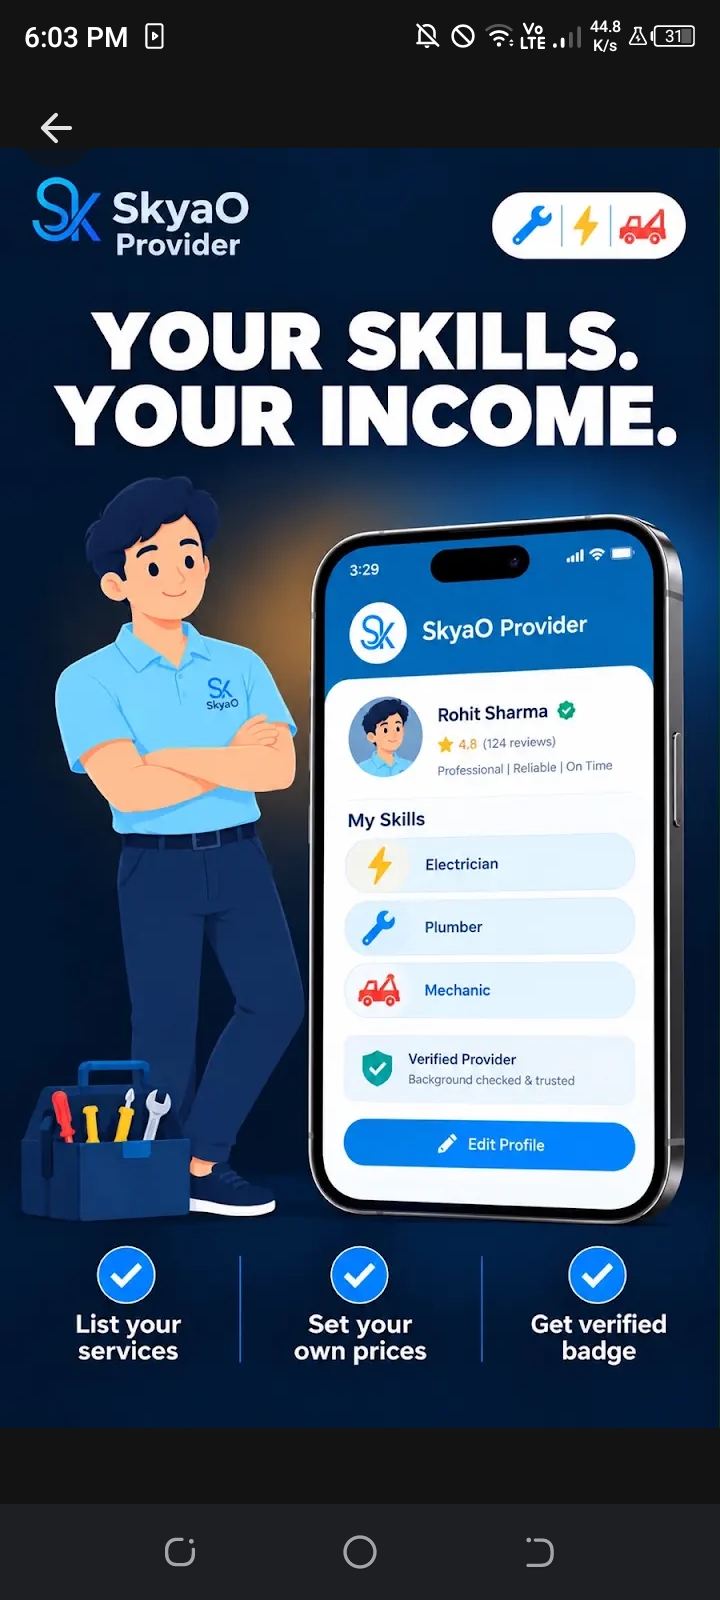 6:03 PM
Vo
LTE
44.8
K/s
31
SkyaO
Provider
YOUR SKILLS.
YOUR INCOME.
SK
SkyaO
3:29
SK
SkyaO Provider
Rohit Sharma
4.8 (124 reviews)
Professional | Reliable | On Time
My Skills
Electrician
Plumber
Mechanic
Verified Provider
Background checked & trusted
Edit Profile
List your
services
Set your
own prices
Get verified
badge